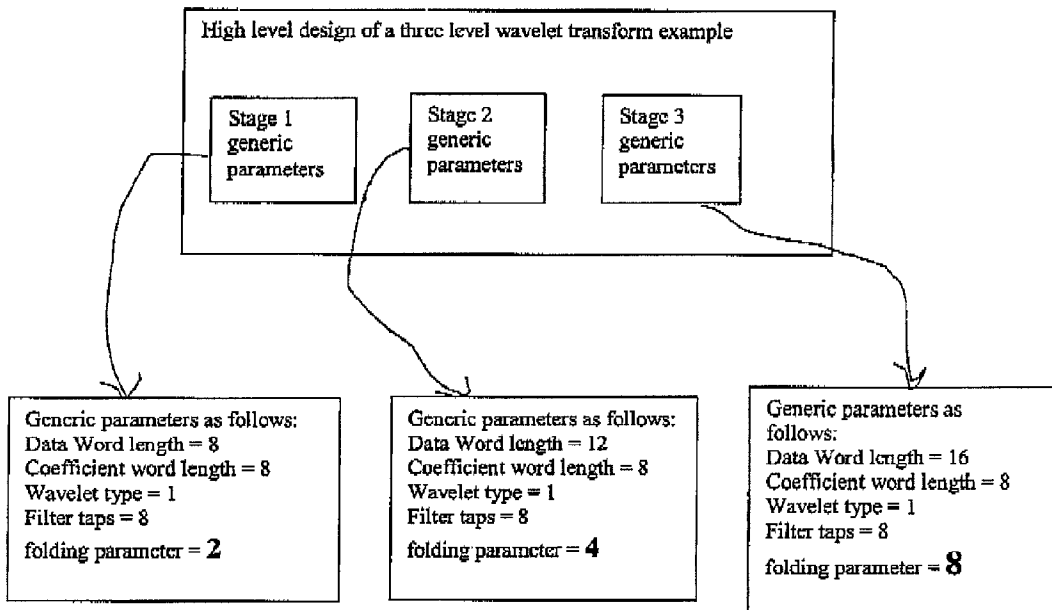 High level design of a three level wavelet transform example
Stage 1
generic
parameters
Stage 2
generic
parameters
Stage 3
generic
parameters
Generic parameters as follows:
Data Word length = 8
Coefficient word length = 8
Wavelet type = 1
Filter taps = 8
folding parameter = 2
Generic parameters as follows:
Data Word length = 12
Coefficient word length = 8
Wavelet type = 1
Filter taps = 8
folding parameter = 4
Generic parameters as
follows:
Data Word length = 16
Coefficient word length = 8
Wavelet type = 1
Filter taps = 8
folding parameter = 8